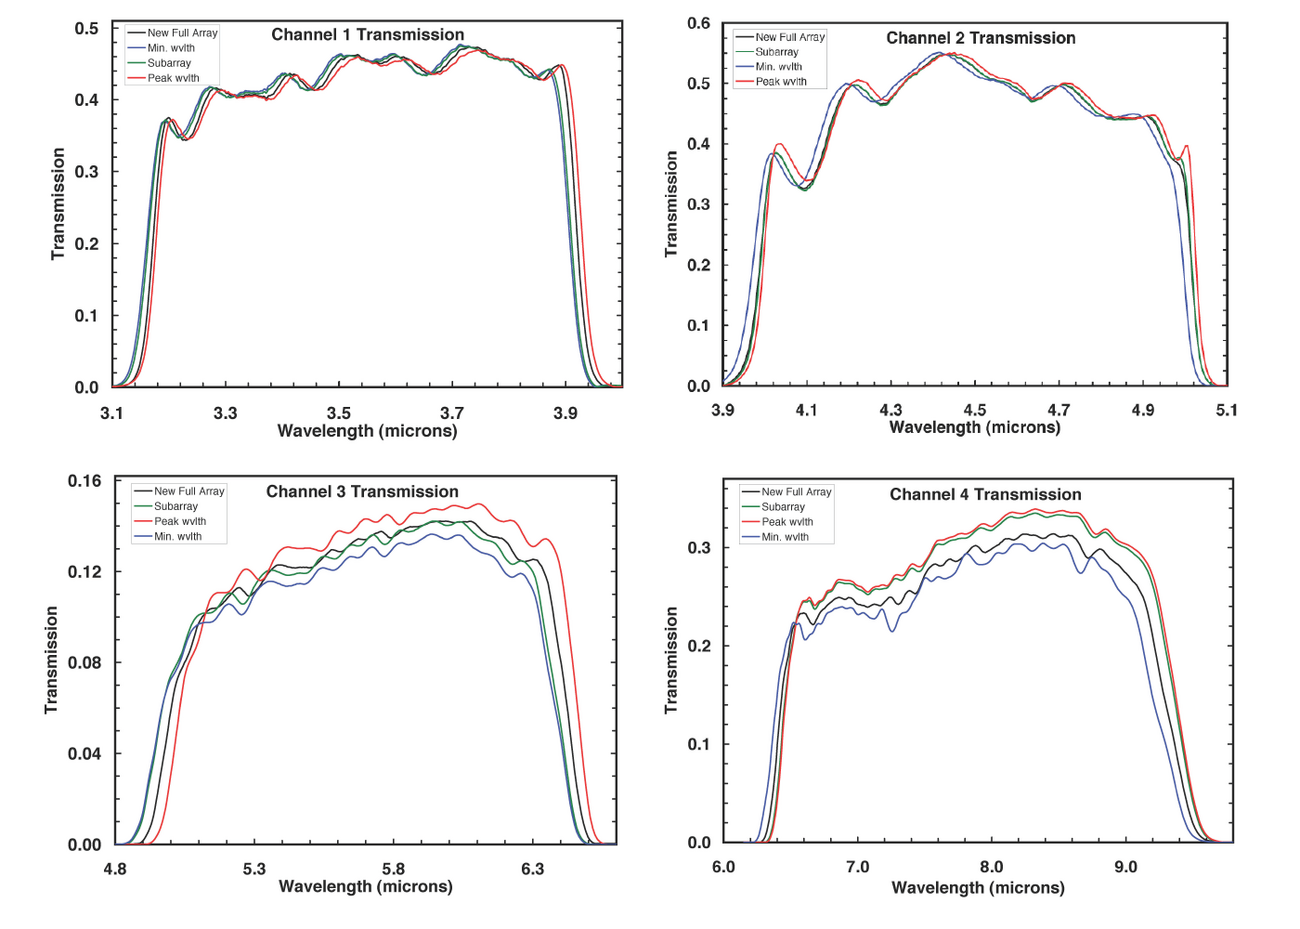 Channel 1 Transmission
New Full Array
Min. wvlth
Subarray
Peak wvlth
Transmission
0.5
0.4
0.3
0.2
0.1
0.0
3.1 3.3 3.5 3.7 3.9
Wavelength (microns)
Channel 2 Transmission
New Full Array
Subarray
Min. wvlth
Peak wvlth
Transmission
0.6
0.5
0.4
0.3
0.2
0.1
0.0
3.9 4.1 4.3 4.5 4.7 4.9 5.1
Wavelength (microns)
Channel 3 Transmission
New Full Array
Subarray
Peak wvlth
Min. wvlth
Transmission
0.16
0.12
0.08
0.04
0.00
4.8 5.3 5.8 6.3
Wavelength (microns)
Channel 4 Transmission
New Full Array
Subarray
Peak wvlth
Min. wvlth
Transmission
0.3
0.2
0.1
0.0
6.0 7.0 8.0 9.0
Wavelength (microns)